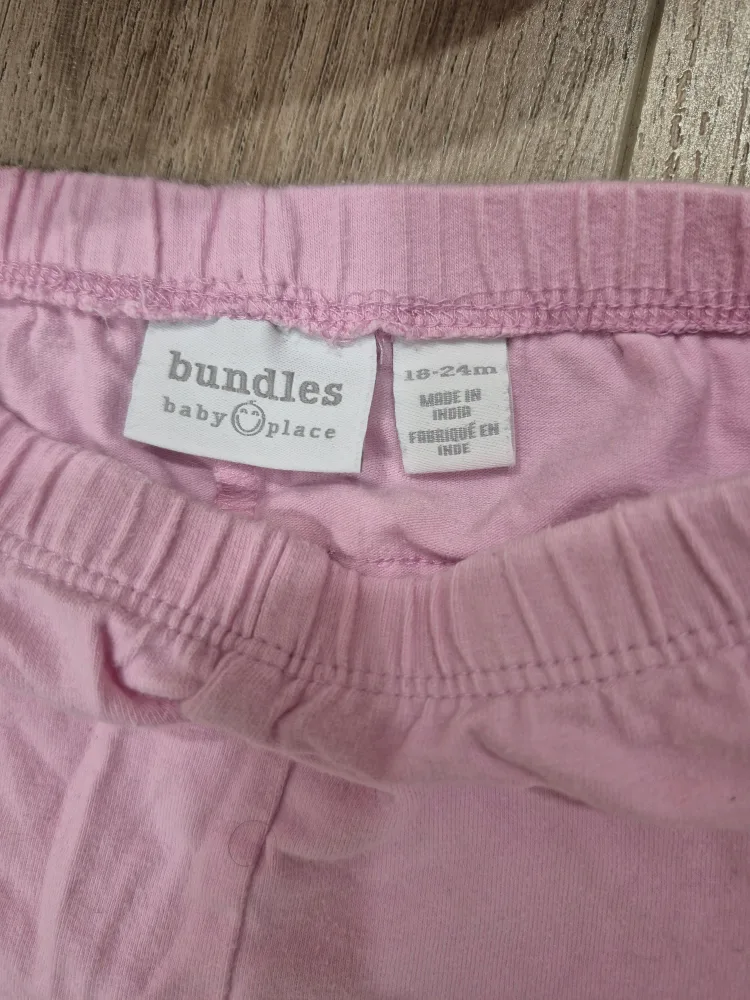 bundles
baby place
18-24m
MADE IN
INDIA
FABRIQUÉ EN
INDE